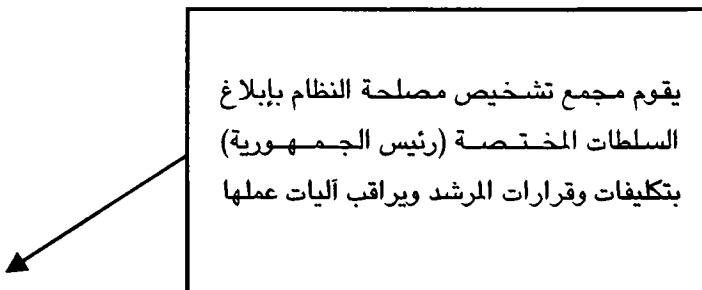 يقوم مجمع تشخيص مصلحة النظام بإبلاغ
السلطات المختصة (رئيس الجمهورية)
بتكليفات وقرارات المرشد ويراقب آليات عملها